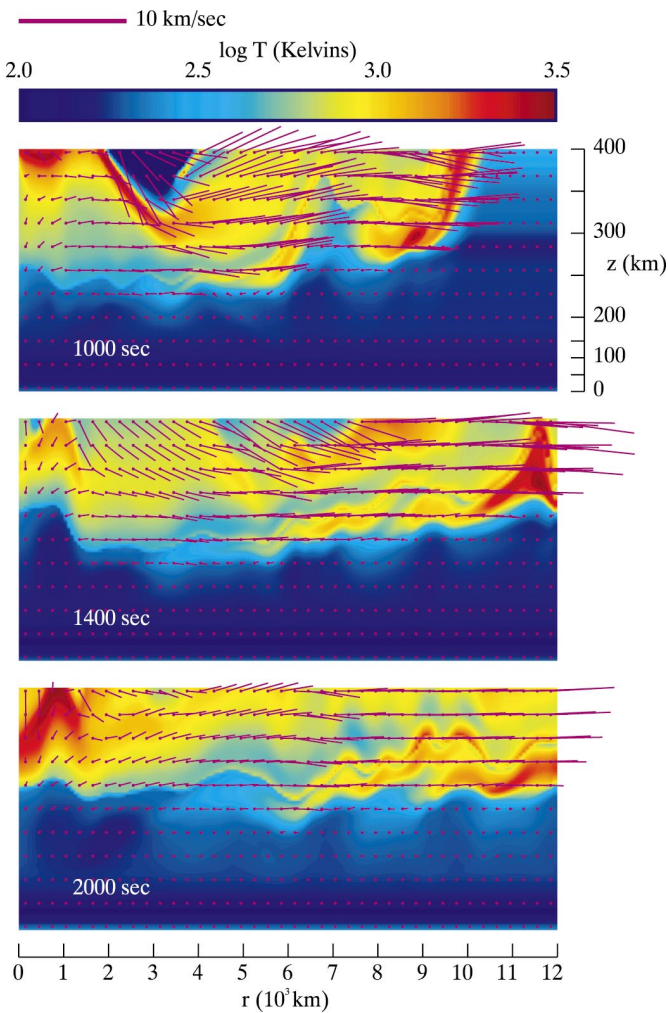 10 km/sec
log T (Kelvins)
2.0 2.5 3.0 3.5
400
300
z (km)
200
100
0
1000 sec
1400 sec
2000 sec
0 1 2 3 4 5 6 7 8 9 10 11 12
r (10³ km)